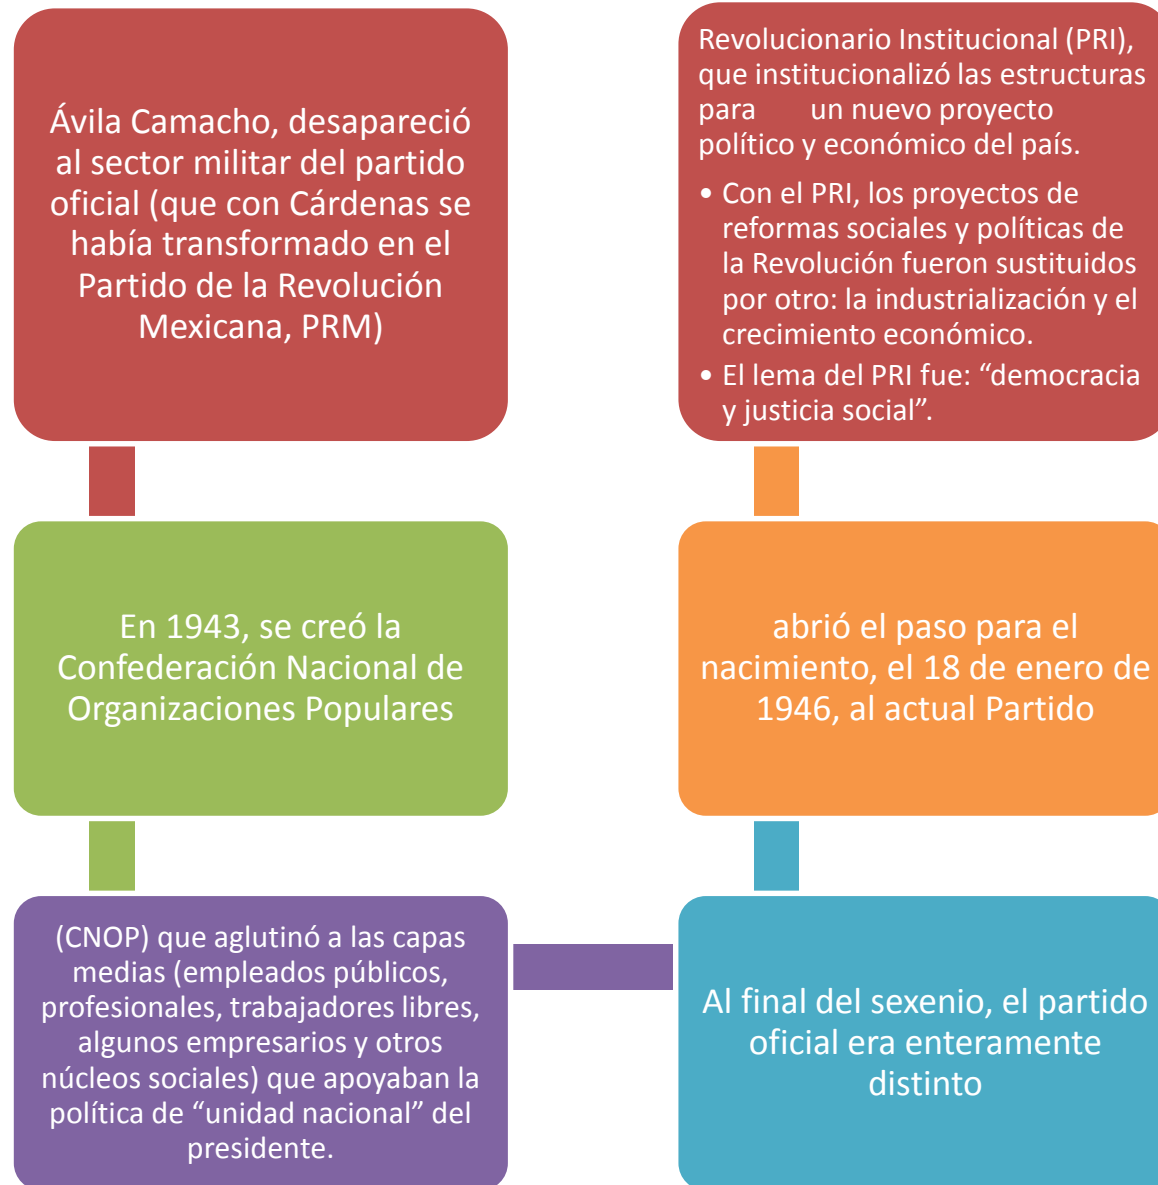 Ávila Camacho, desapareció
al sector militar del partido
oficial (que con Cárdenas se
había transformado en el
Partido de la Revolución
Mexicana, PRM)
En 1943, se creó la
Confederación Nacional de
Organizaciones Populares
(CNOP) que aglutinó a las capas
medias (empleados públicos,
profesionales, trabajadores libres,
algunos empresarios y otros
núcleos sociales) que apoyaban la
política de “unidad nacional” del
presidente.
Al final del sexenio, el partido
oficial era enteramente
distinto
abrió el paso para el
nacimiento, el 18 de enero de
1946, al actual Partido
Revolucionario Institucional (PRI),
que institucionalizó las estructuras
para un nuevo proyecto
político y económico del país.
• Con el PRI, los proyectos de
reformas sociales y políticas de
la Revolución fueron sustituidos
por otro: la industrialización y el
crecimiento económico.
• El lema del PRI fue: “democracia
y justicia social”.